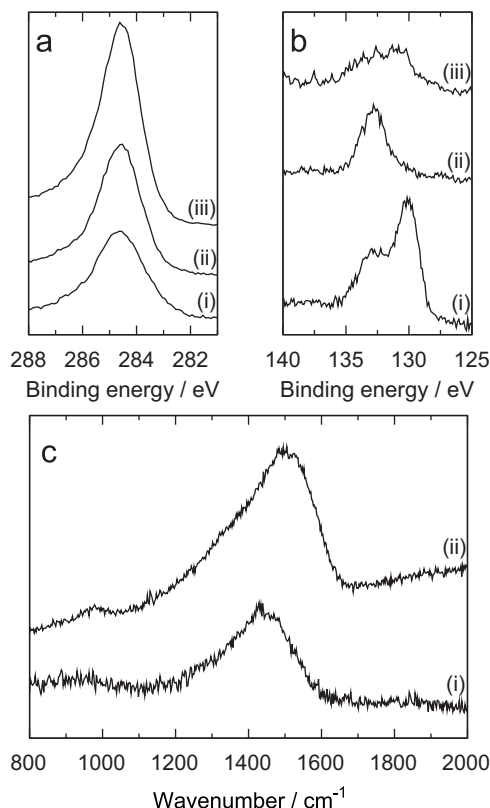 a
b
(iii)
(iii)
(ii)
(ii)
(i)
(i)
288 286 284 282
140 135 130 125
Binding energy / eV
Binding energy / eV
c
(ii)
(i)
800 1000 1200 1400 1600 1800 2000
Wavenumber / cm-1